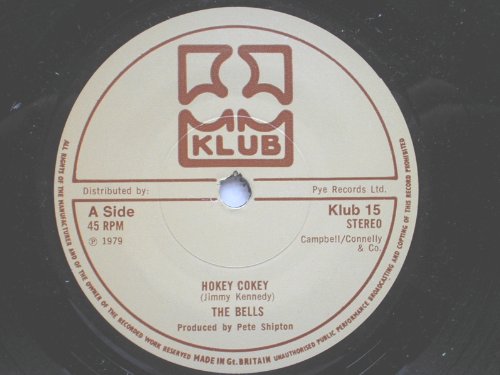 KLUB
Distributed by:
Pye Records Ltd.
A Side
45 RPM
℗ 1979
Klub 15
STEREO
Campbell/Connelly
& Co.
HOKEY COKEY
(Jimmy Kennedy)
THE BELLS
Produced by Pete Shipton
ALL RIGHTS OF THE MANUFACTURER AND OF THE OWNER OF THE RECORDED WORK RESERVED MADE IN Gt. BRITAIN UNAUTHORISED PUBLIC PERFORMANCE BROADCASTING AND COPYING OF THIS RECORD PROHIBITED